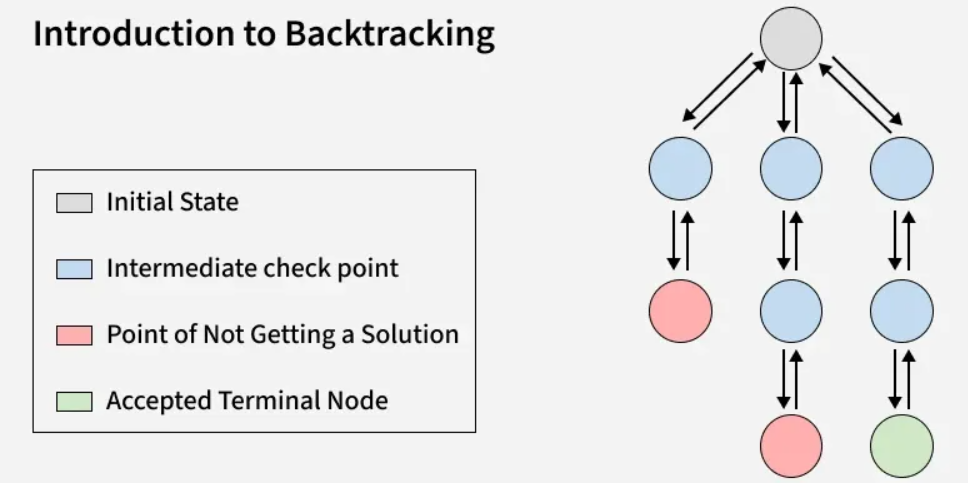 Introduction to Backtracking
Initial State
Intermediate check point
Point of Not Getting a Solution
Accepted Terminal Node